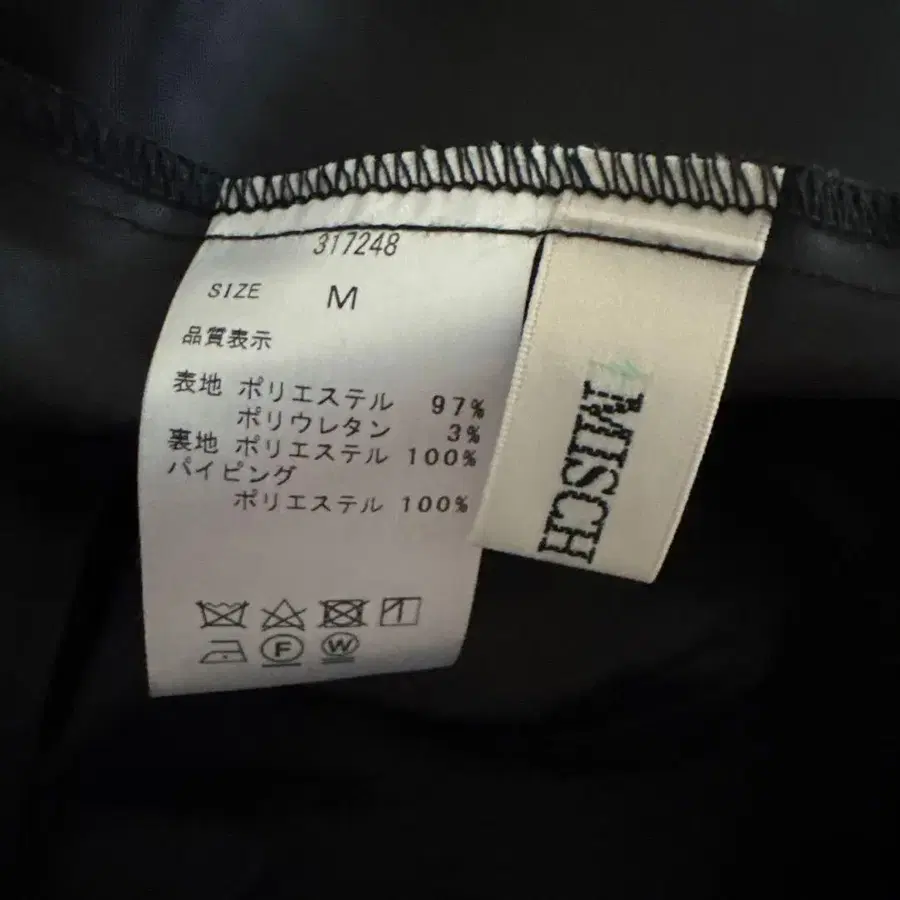 317248
SIZE M
品質表示
表地 ポリエステル 97%
ポリウレタン 3%
裏地 ポリエステル 100%
パイピング
ポリエステル 100%
F W
MUSCH